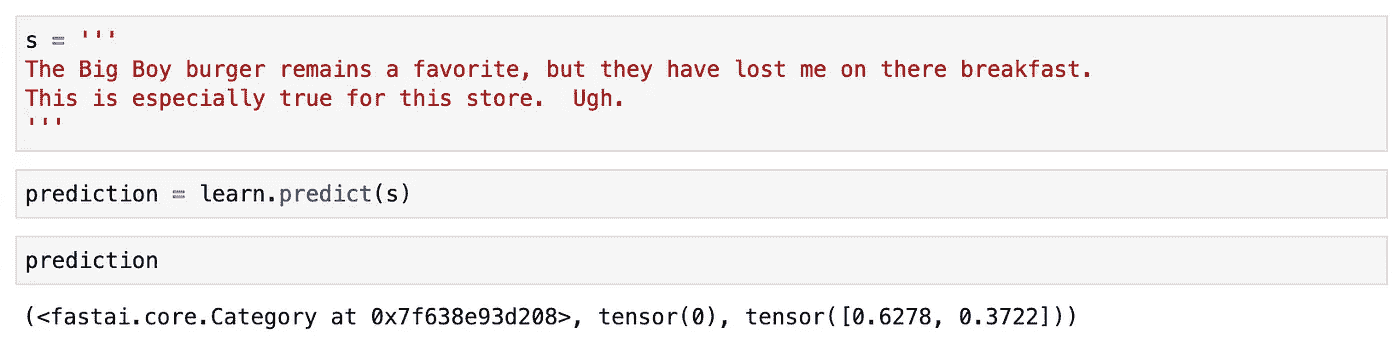 s = '''
The Big Boy burger remains a favorite, but they have lost me on there breakfast.
This is especially true for this store.  Ugh.
'''
prediction = learn.predict(s)
prediction
(<fastai.core.Category at 0x7f638e93d208>, tensor(0), tensor([0.6278, 0.3722]))